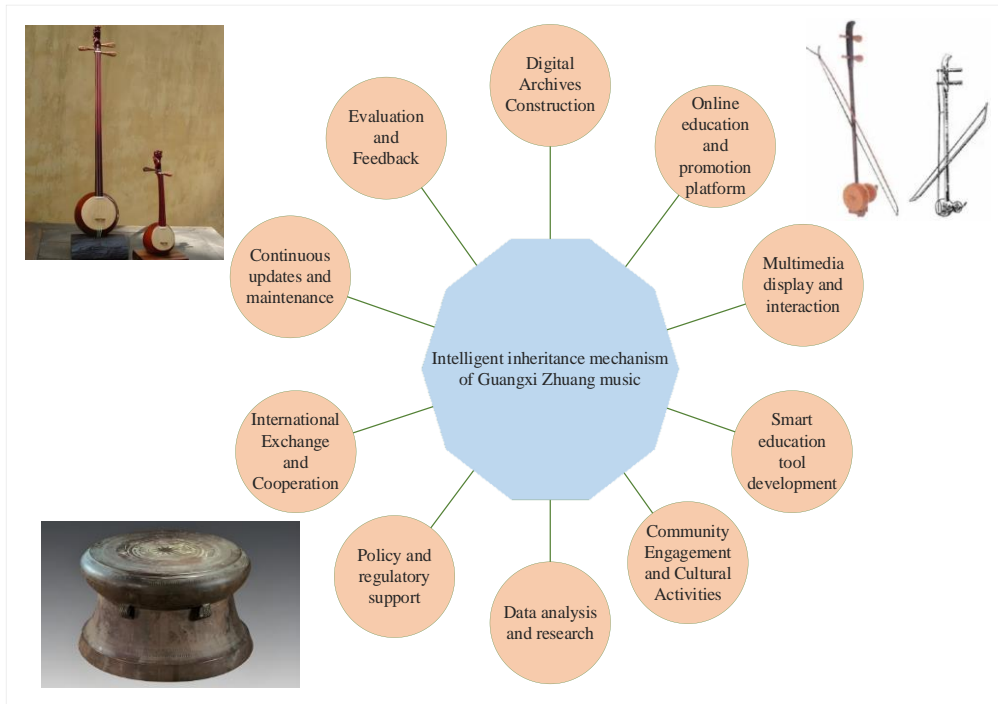 Digital
Archives
Construction
Online
education
and
promotion
platform
Multimedia
display and
interaction
Smart
education
tool
development
Community
Engagement
and Cultural
Activities
Data analysis
and research
Policy and
regulatory
support
International
Exchange
and
Cooperation
Continuous
updates and
maintenance
Evaluation
and
Feedback
Intelligent inheritance mechanism
of Guangxi Zhuang music